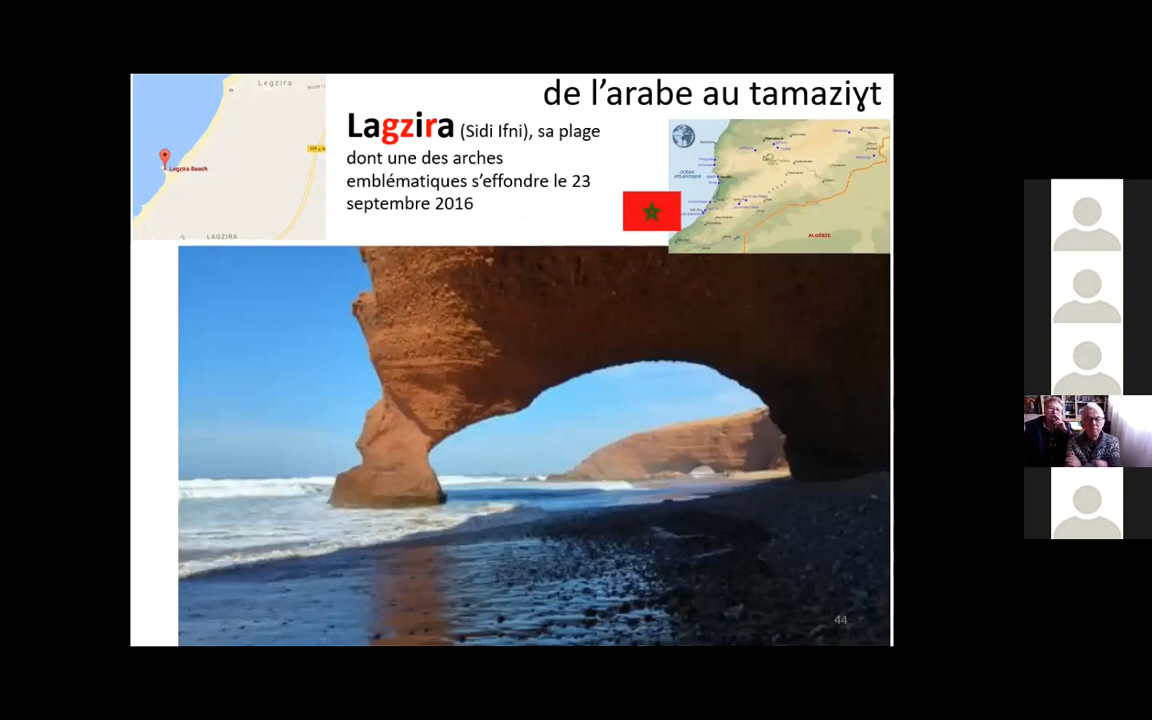 de l’arabe au tamaziɣt
Lagzira (Sidi Ifni), sa plage
dont une des arches
emblématiques s’effondre le 23
septembre 2016
Legzira
Legzira Beach
LAGZIRA
OCÉAN
ATLANTIQUE
ALGÉRIE
44